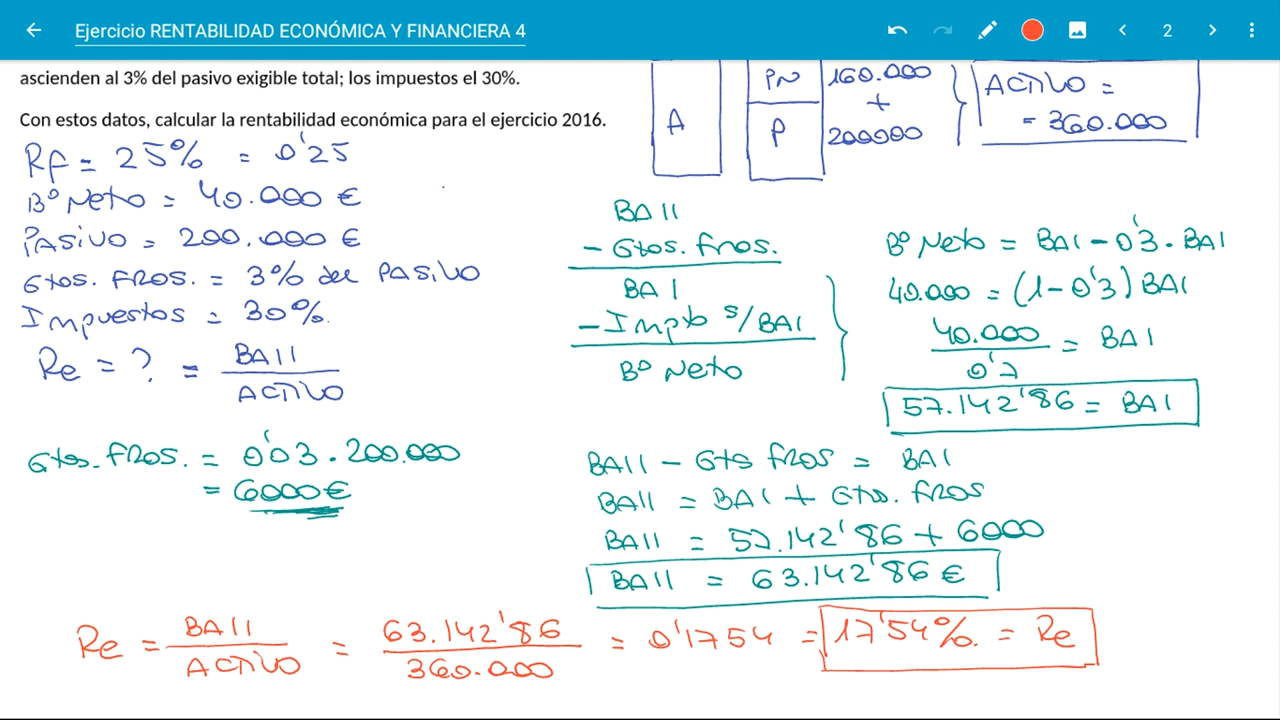 Ejercicio RENTABILIDAD ECONÓMICA Y FINANCIERA 4
2
ascienden al 3% del pasivo exigible total; los impuestos el 30%.
Con estos datos, calcular la rentabilidad económica para el ejercicio 2016.
A
PN
P
160.000
+
200000
ACTIVO =
= 360.000
Rf = 25% = 0'25
Bº Neto = 40.000 €
PASIVO = 200.000 €
Gtos. FROS. = 3% del PASIVO
Impuestos = 30%.
Re = ? = BAII / ACTIVO
Gtos. FROS. = 0'03 . 200.000
= 6000 €
BAII
- Gtos. fros.
BAI
- Impto s/BAI
Bº Neto
Bº Neto = BAI - 0'3 . BAI
40.000 = (1 - 0'3) BAI
40.000 / 0'7 = BAI
57.142'86 = BAI
BAII - Gtos FROS = BAI
BAII = BAI + Gtos. FROS
BAII = 57.142'86 + 6000
BAII = 63.142'86 €
Re = BAII / ACTIVO = 63.142'86 / 360.000 = 0'1754 = 17'54%. = Re